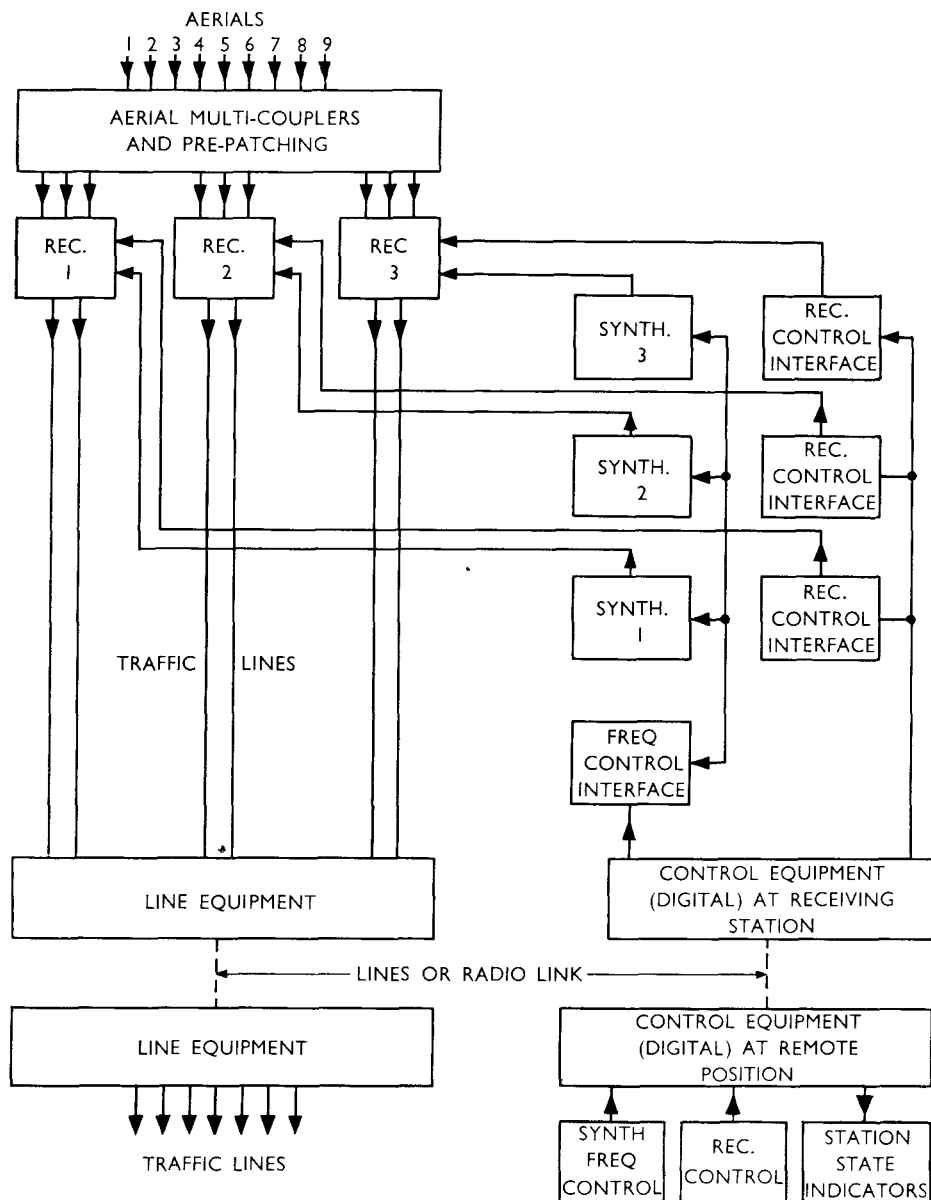 AERIALS
1 2 3 4 5 6 7 8 9
AERIAL MULTI-COUPLERS
AND PRE-PATCHING
REC.
1
REC.
2
REC
3
SYNTH.
3
REC.
CONTROL
INTERFACE
SYNTH.
2
REC.
CONTROL
INTERFACE
SYNTH.
1
REC.
CONTROL
INTERFACE
TRAFFIC LINES
FREQ
CONTROL
INTERFACE
LINE EQUIPMENT
CONTROL EQUIPMENT
(DIGITAL) AT RECEIVING
STATION
LINES OR RADIO LINK
LINE EQUIPMENT
CONTROL EQUIPMENT
(DIGITAL) AT REMOTE
POSITION
TRAFFIC LINES
SYNTH
FREQ
CONTROL
REC.
CONTROL
STATION
STATE
INDICATORS